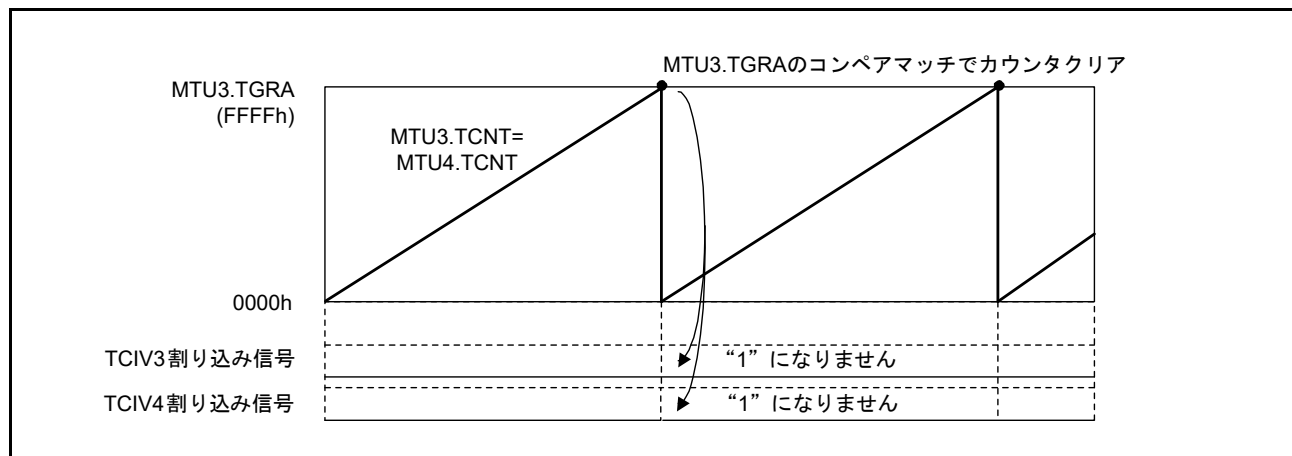 MTU3.TGRAのコンペアマッチでカウンタクリア
MTU3.TGRA
(FFFFh)
MTU3.TCNT=
MTU4.TCNT
0000h
TCIV3割り込み信号
“1”になりません
TCIV4割り込み信号
“1”になりません